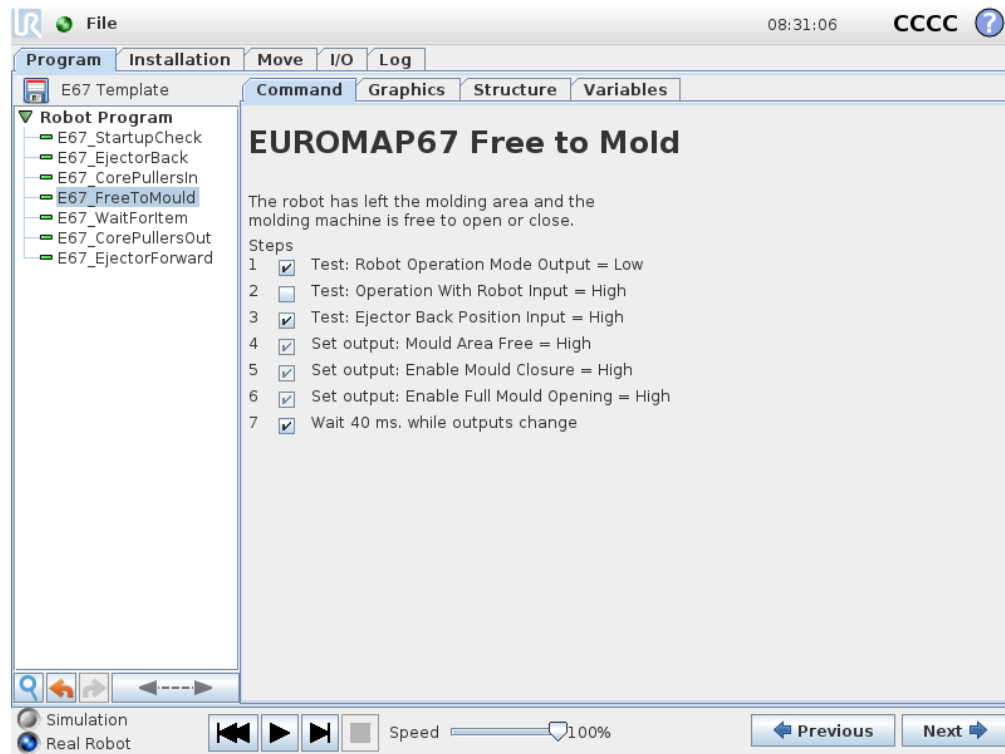 UR File 08:31:06 CCCC ?
Program Installation Move I/O Log
E67 Template
Command Graphics Structure Variables
Robot Program
E67_StartupCheck
E67_EjectorBack
E67_CorePullersIn
E67_FreeToMould
E67_WaitForItem
E67_CorePullersOut
E67_EjectorForward
EUROMAP67 Free to Mold
The robot has left the molding area and the
molding machine is free to open or close.
Steps
1 Test: Robot Operation Mode Output = Low
2 Test: Operation With Robot Input = High
3 Test: Ejector Back Position Input = High
4 Set output: Mould Area Free = High
5 Set output: Enable Mould Closure = High
6 Set output: Enable Full Mould Opening = High
7 Wait 40 ms. while outputs change
Simulation
Real Robot
Speed 100%
Previous Next